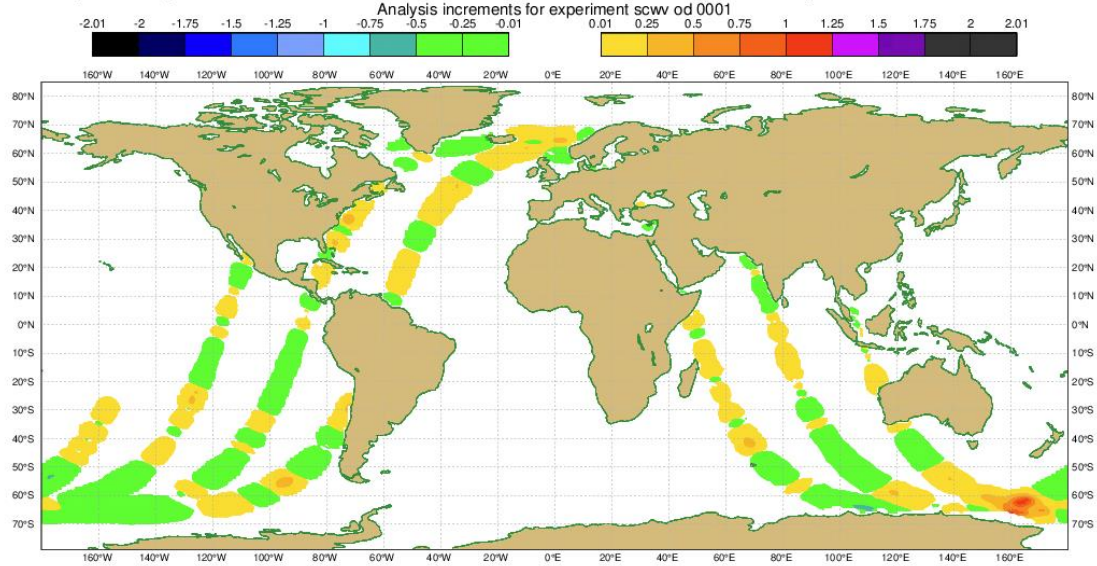 Analysis increments for experiment scwv od 0001
-2.01 -2 -1.75 -1.5 -1.25 -1 -0.75 -0.5 -0.25 -0.01 0.01 0.25 0.5 0.75 1 1.25 1.5 1.75 2 2.01
160°W 140°W 120°W 100°W 80°W 60°W 40°W 20°W 0°E 20°E 40°E 60°E 80°E 100°E 120°E 140°E 160°E
80°N 80°N
70°N 70°N
60°N 60°N
50°N 50°N
40°N 40°N
30°N 30°N
20°N 20°N
10°N 10°N
0°N 0°N
10°S 10°S
20°S 20°S
30°S 30°S
40°S 40°S
50°S 50°S
60°S 60°S
70°S 70°S
160°W 140°W 120°W 100°W 80°W 60°W 40°W 20°W 0°E 20°E 40°E 60°E 80°E 100°E 120°E 140°E 160°E